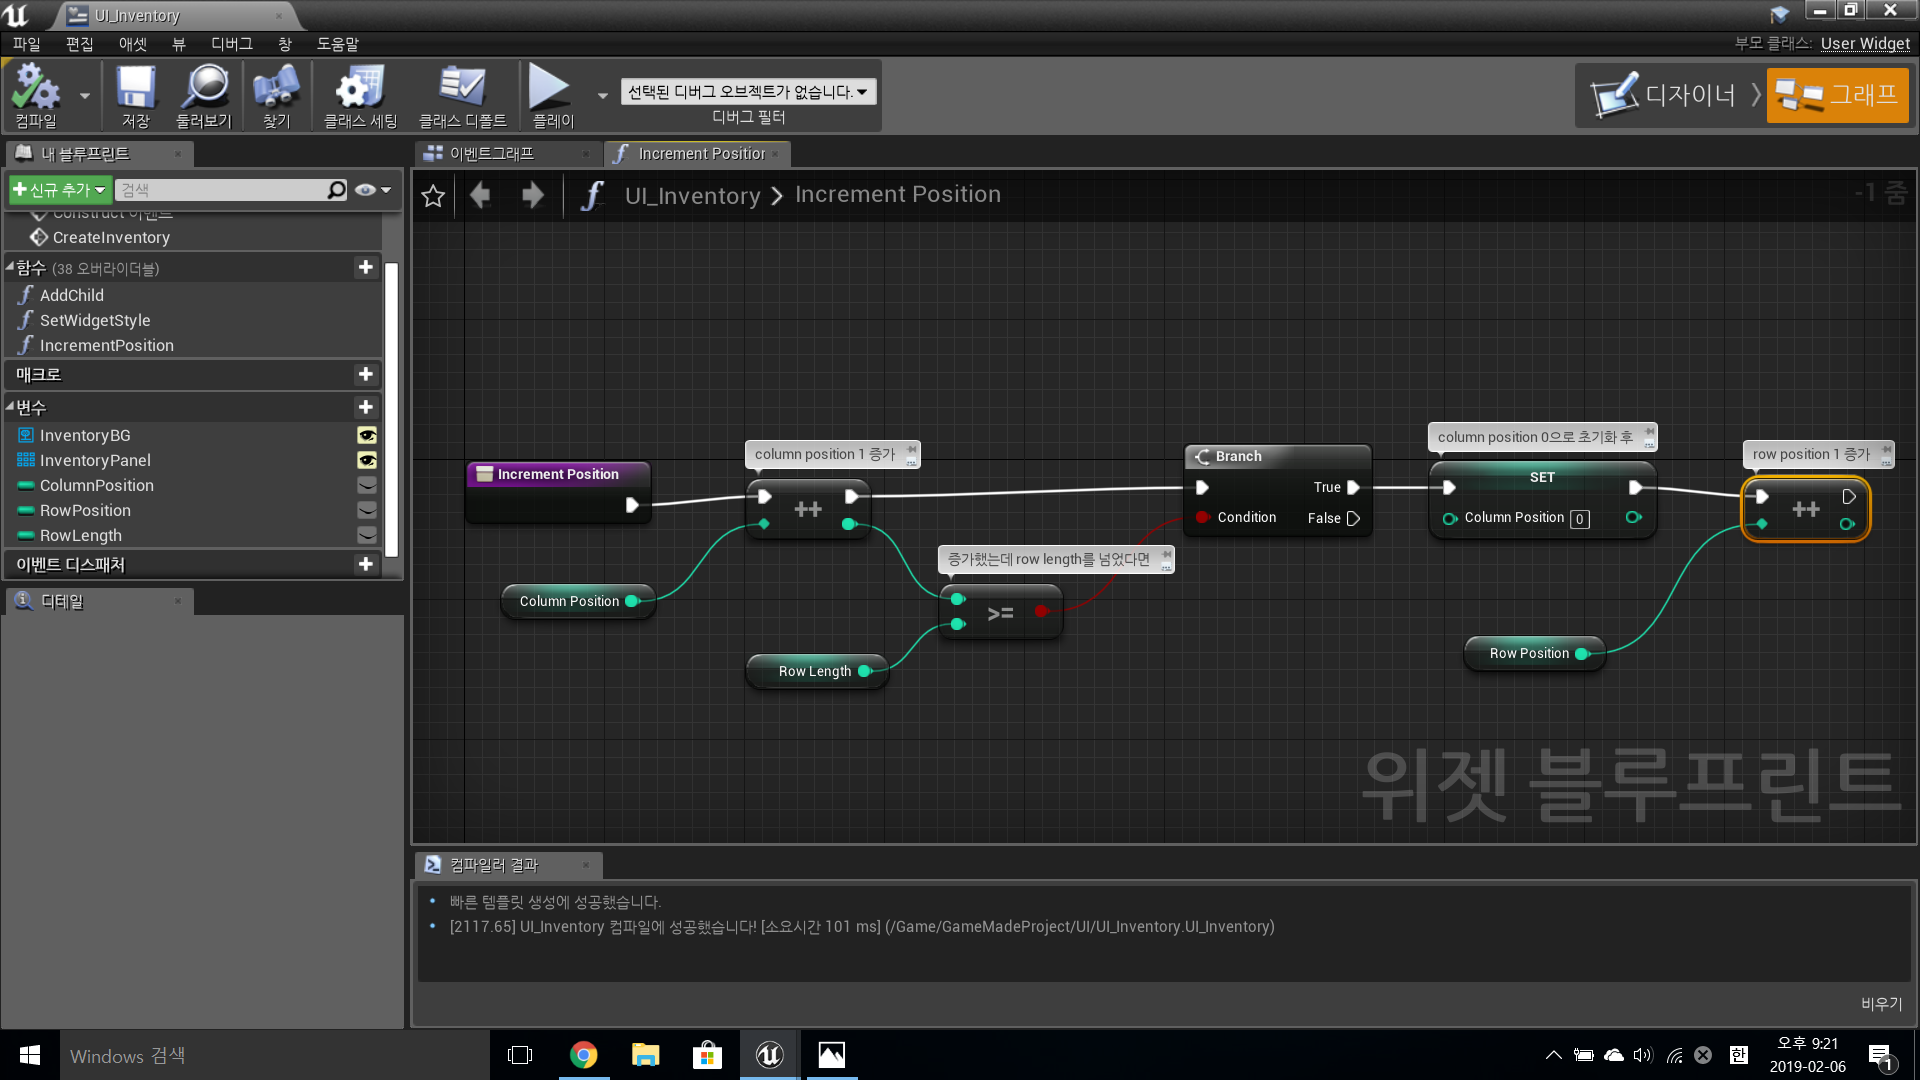 UI_Inventory
파일 편집 애셋 뷰 디버그 창 도움말
부모 클래스: User Widget
컴파일 저장 둘러보기 찾기 클래스 세팅 클래스 디폴트 플레이
선택된 디버그 오브젝트가 없습니다.
디버그 필터
디자이너 그래프
내 블루프린트
이벤트그래프
Increment Position
신규 추가
검색
UI_Inventory > Increment Position
-1 줌
Construct 이벤트
CreateInventory
함수 (38 오버라이더블)
AddChild
SetWidgetStyle
IncrementPosition
매크로
변수
InventoryBG
InventoryPanel
ColumnPosition
RowPosition
RowLength
이벤트 디스패처
디테일
Increment Position
column position 1 증가
++
Column Position
증가했는데 row length를 넘었다면
>=
Row Length
Branch
True
Condition
False
column position 0으로 초기화 후
SET
Column Position 0
row position 1 증가
++
Row Position
위젯 블루프린트
컴파일러 결과
빠른 템플릿 생성에 성공했습니다.
[2117.65] UI_Inventory 컴파일에 성공했습니다! [소요시간 101 ms] (/Game/GameMadeProject/UI/UI_Inventory.UI_Inventory)
비우기
Windows 검색
한
오후 9:21
2019-02-06
1